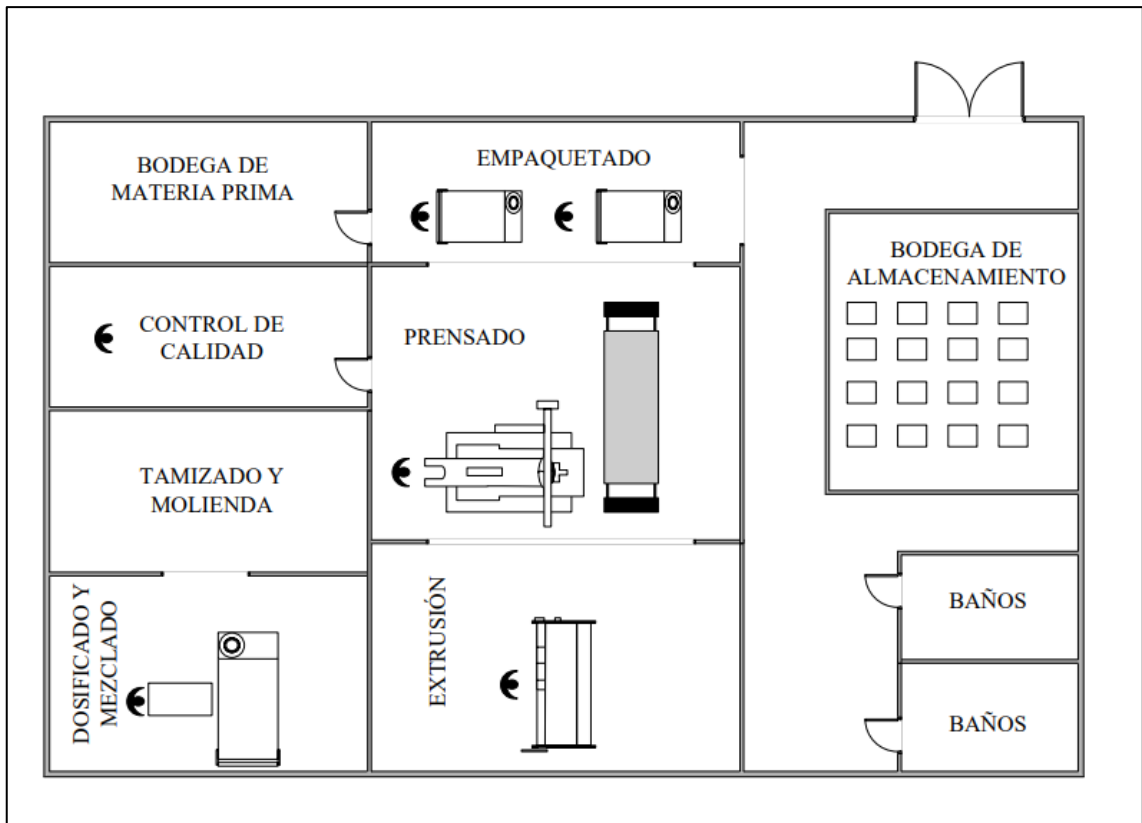 BODEGA DE
MATERIA PRIMA
EMPAQUETADO
BODEGA DE
ALMACENAMIENTO
CONTROL DE
CALIDAD
PRENSADO
TAMIZADO Y
MOLIENDA
DOSIFICADO Y
MEZCLADO
EXTRUSIÓN
BAÑOS
BAÑOS